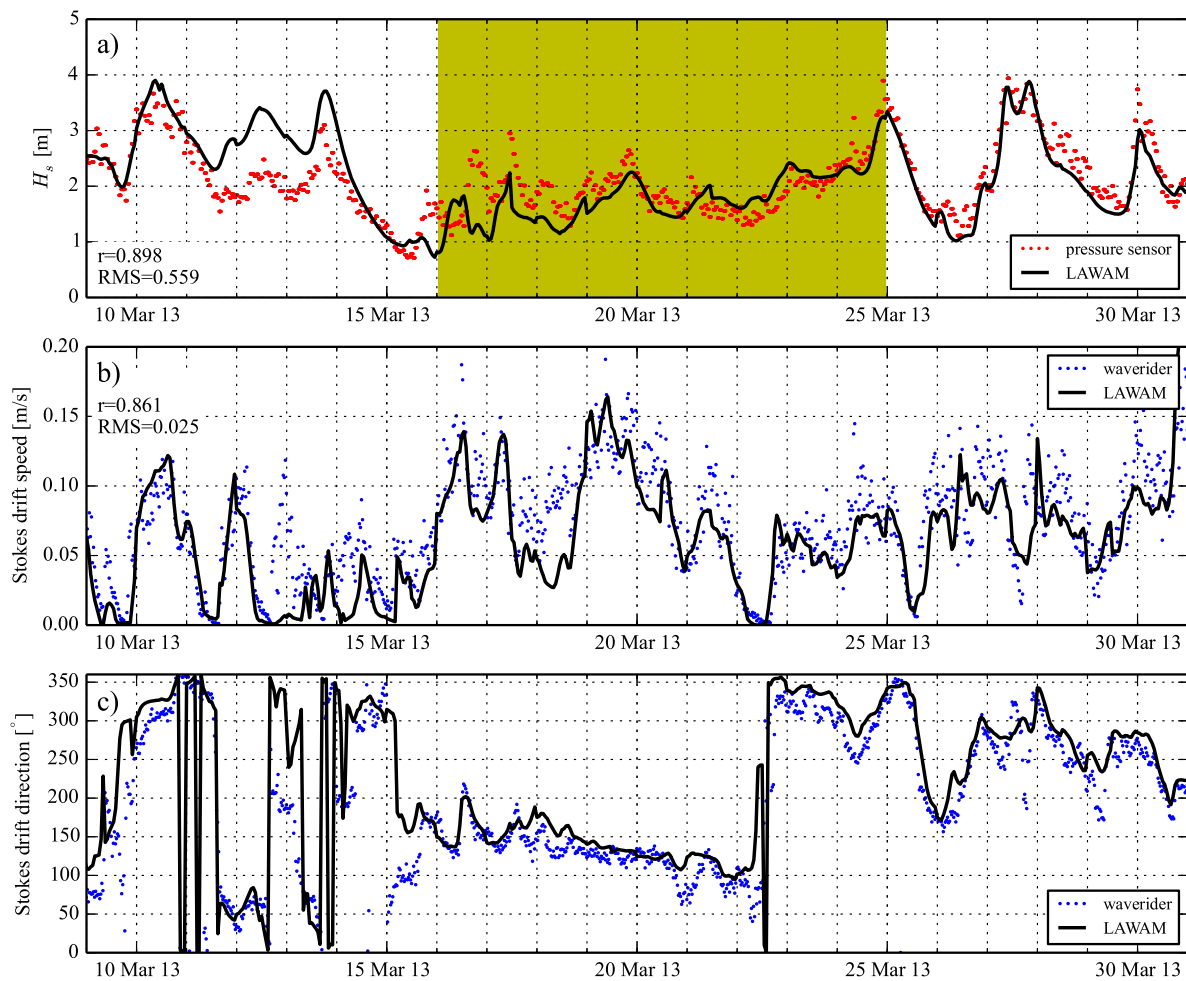 a)
5
4
3
2
1
0
H_s [m]
r=0.898
RMS=0.559
pressure sensor
LAWAM
10 Mar 13
15 Mar 13
20 Mar 13
25 Mar 13
30 Mar 13
b)
0.20
0.15
0.10
0.05
0.00
Stokes drift speed [m/s]
r=0.861
RMS=0.025
waverider
LAWAM
10 Mar 13
15 Mar 13
20 Mar 13
25 Mar 13
30 Mar 13
c)
350
300
250
200
150
100
50
0
Stokes drift direction [°]
waverider
LAWAM
10 Mar 13
15 Mar 13
20 Mar 13
25 Mar 13
30 Mar 13